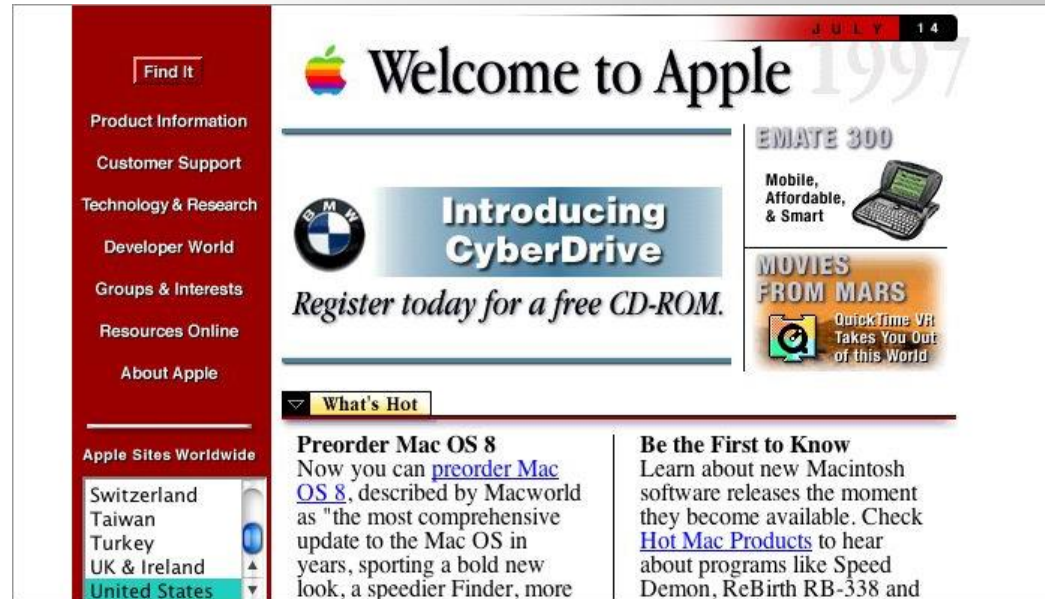 JULY 14
1997
Find It
Welcome to Apple
Product Information
Customer Support
Technology & Research
Developer World
Groups & Interests
Resources Online
About Apple
BMW
Introducing
CyberDrive
Register today for a free CD-ROM.
EMATE 300
Mobile,
Affordable,
& Smart
MOVIES
FROM MARS
QuickTime VR
Takes You Out
of this World
What's Hot
Apple Sites Worldwide
Switzerland
Taiwan
Turkey
UK & Ireland
United States
Preorder Mac OS 8
Now you can preorder Mac
OS 8, described by Macworld
as "the most comprehensive
update to the Mac OS in
years, sporting a bold new
look, a speedier Finder, more
Be the First to Know
Learn about new Macintosh
software releases the moment
they become available. Check
Hot Mac Products to hear
about programs like Speed
Demon, ReBirth RB-338 and